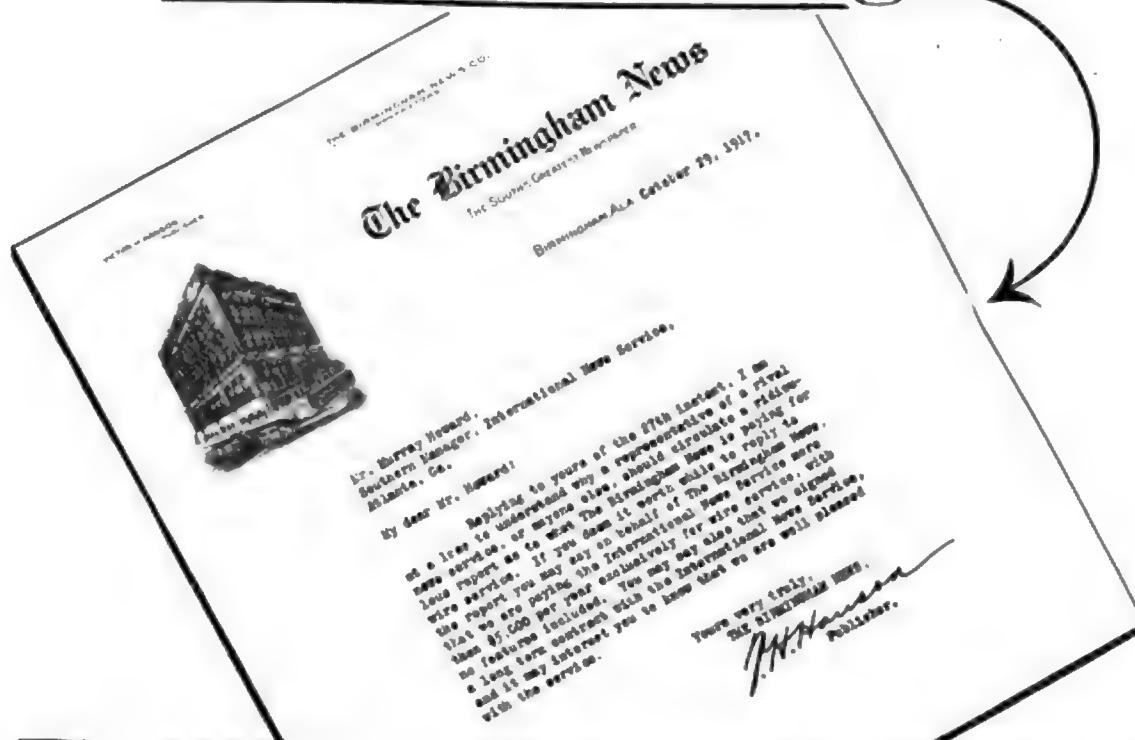 THE BIRMINGHAM NEWS CO.
The Birmingham News
THE SOUTH'S GREATEST NEWSPAPER
BIRMINGHAM, ALA October 29, 1917.
Mr. Murray Howard,
Southern Manager, International News Service,
Atlanta, Ga.
My dear Mr. Howard:
Replying to yours of the 27th instant, I am
at a loss to understand why a representative of a rival
news service, or anyone else, should circulate a ridicu-
lous report as to what The Birmingham News is paying for
wire service. If you deem it worth while to reply to
the report you may say on behalf of The Birmingham News,
that we are paying the International News Service more
than $5,000 per year exclusively for wire service, with
no features included. You may say also that we signed
a long term contract with the International News Service,
and it may interest you to know that we are well pleased
with the service.
Yours very truly,
THE BIRMINGHAM NEWS,
Publisher.